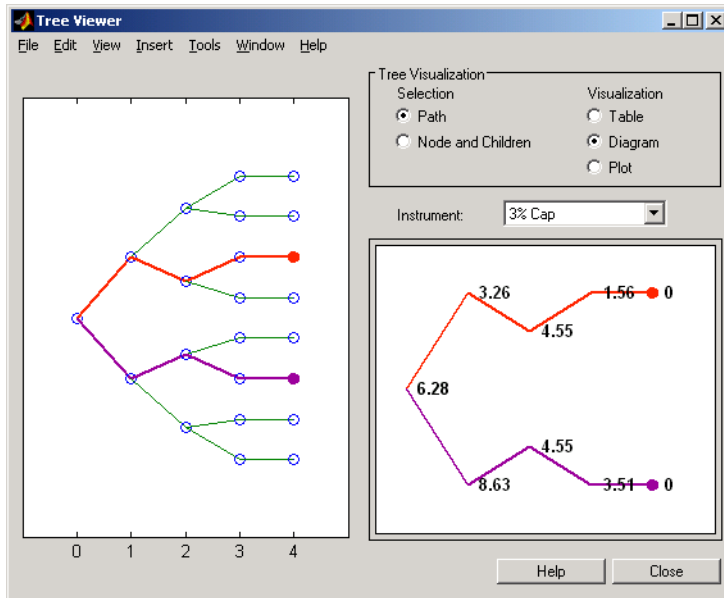 Tree Viewer
File Edit View Insert Tools Window Help
Tree Visualization
Selection Visualization
Path Table
Node and Children Diagram
Plot
Instrument: 3% Cap
3.26 1.56 0
4.55
6.28
4.55
8.63 3.51 0
0 1 2 3 4
Help Close